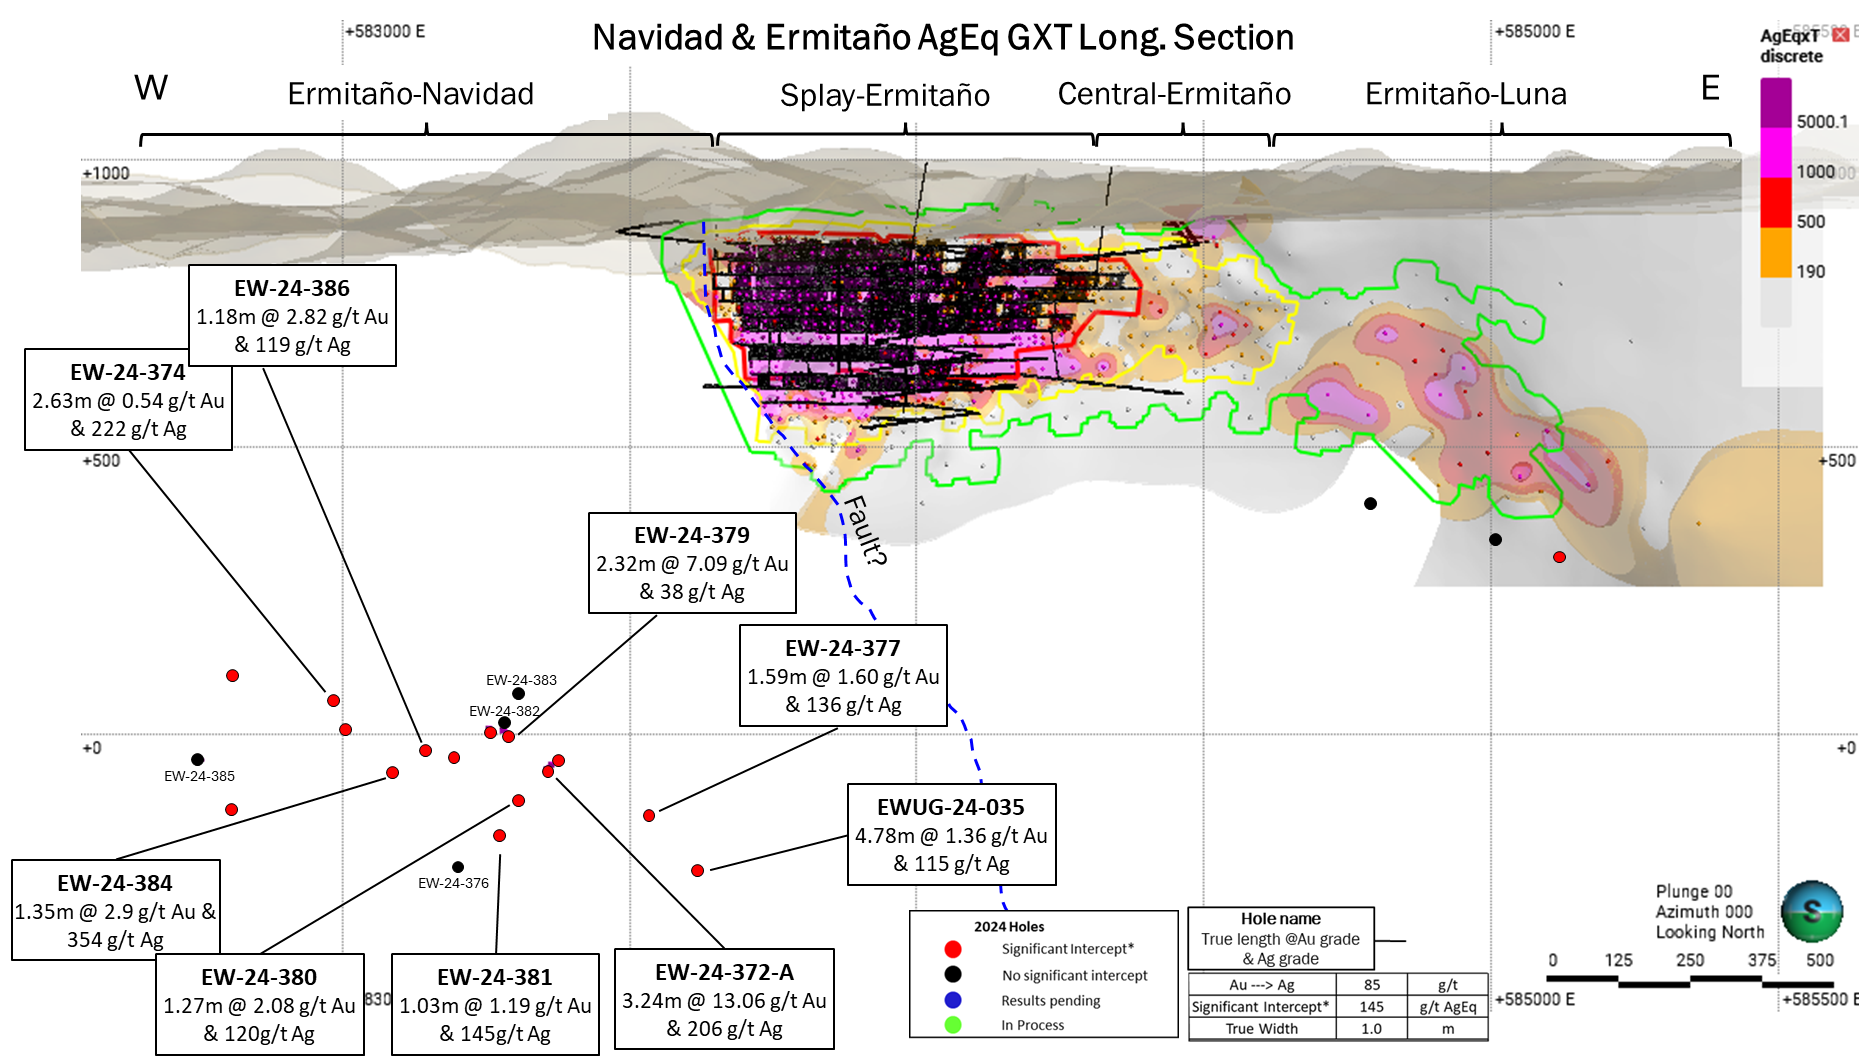 Navidad & Ermitaño AgEq GXT Long. Section
+583000 E
+585000 E
W
Ermitaño-Navidad
Splay-Ermitaño
Central-Ermitaño
Ermitaño-Luna
E
AgEqxT
discrete
5000.1
1000
500
190
+1000
+500
+500
+0
+0
EW-24-386
1.18m @ 2.82 g/t Au
& 119 g/t Ag
EW-24-374
2.63m @ 0.54 g/t Au
& 222 g/t Ag
EW-24-379
2.32m @ 7.09 g/t Au
& 38 g/t Ag
Fault?
EW-24-377
1.59m @ 1.60 g/t Au
& 136 g/t Ag
EW-24-383
EW-24-382
EW-24-385
EW-24-376
EWUG-24-035
4.78m @ 1.36 g/t Au
& 115 g/t Ag
EW-24-384
1.35m @ 2.9 g/t Au &
354 g/t Ag
EW-24-380
1.27m @ 2.08 g/t Au
& 120g/t Ag
830
EW-24-381
1.03m @ 1.19 g/t Au
& 145g/t Ag
EW-24-372-A
3.24m @ 13.06 g/t Au
& 206 g/t Ag
2024 Holes
Significant Intercept*
No significant intercept
Results pending
In Process
Hole name
True length @Au grade
& Ag grade
Au ---> Ag 85 g/t
Significant Intercept* 145 g/t AgEq
True Width 1.0 m
Plunge 00
Azimuth 000
Looking North
S
0 125 250 375 500
+585000 E
+585500 E